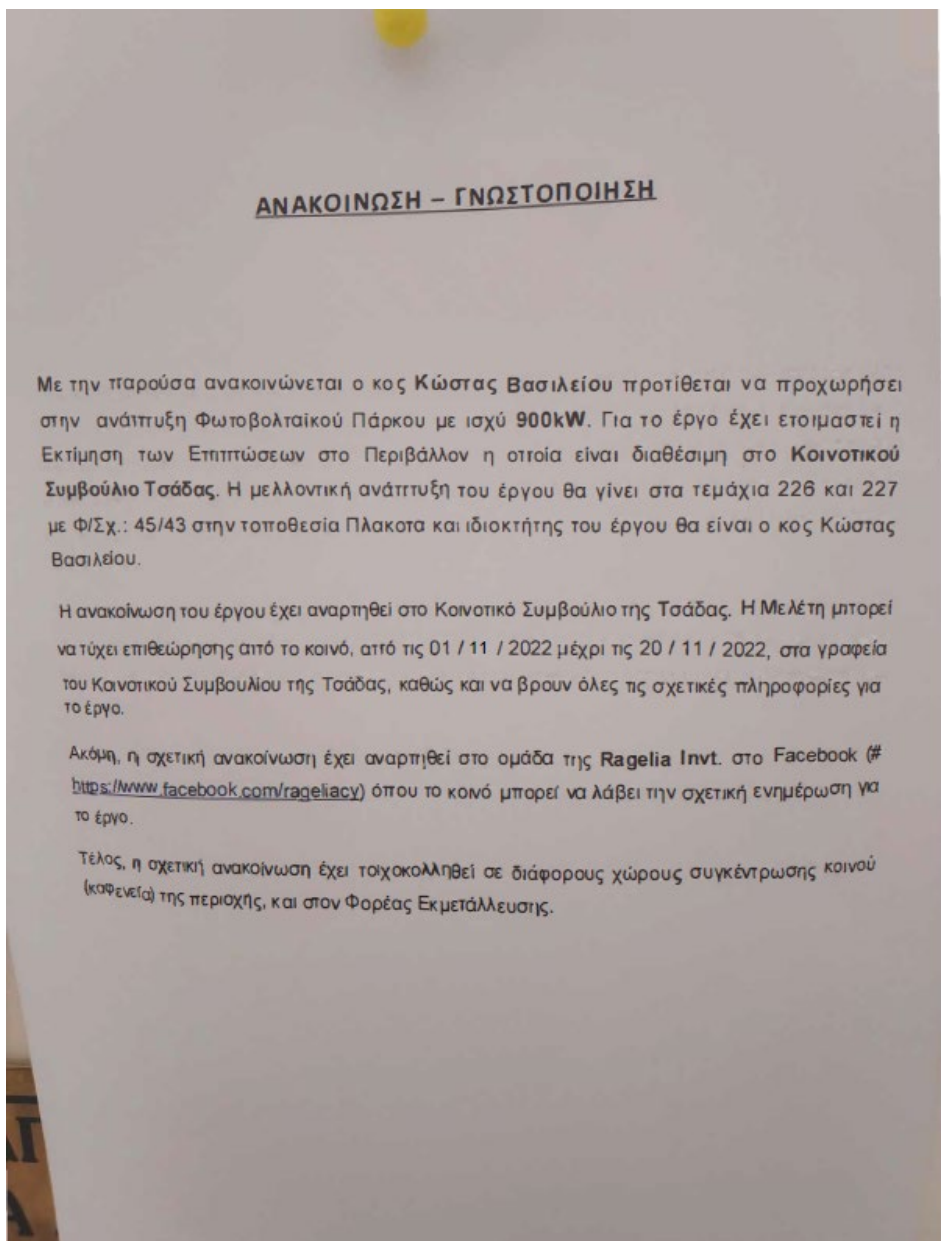 ΑΝΑΚΟΙΝΩΣΗ – ΓΝΩΣΤΟΠΟΙΗΣΗ
Με την παρούσα ανακοινώνεται ο κος Κώστας Βασιλείου προτίθεται να προχωρήσει
στην ανάπτυξη Φωτοβολταϊκού Πάρκου με ισχύ 900kW. Για το έργο έχει ετοιμαστεί η
Εκτίμηση των Επιπτώσεων στο Περιβάλλον η οποία είναι διαθέσιμη στο Κοινοτικού
Συμβούλιο Τσάδας. Η μελλοντική ανάπτυξη του έργου θα γίνει στα τεμάχια 226 και 227
με Φ/Σχ.: 45/43 στην τοποθεσία Πλακοτα και ιδιοκτήτης του έργου θα είναι ο κος Κώστας
Βασιλείου.
Η ανακοίνωση του έργου έχει αναρτηθεί στο Κοινοτικό Συμβούλιο της Τσάδας. Η Μελέτη μπορεί
να τύχει επιθεώρησης από το κοινό, από τις 01 / 11 / 2022 μέχρι τις 20 / 11 / 2022, στα γραφεία
του Κοινοτικού Συμβουλίου της Τσάδας, καθώς και να βρουν όλες τις σχετικές πληροφορίες για
το έργο.
Ακόμη, η σχετική ανακοίνωση έχει αναρτηθεί στο ομάδα της Ragelia Invt. στο Facebook (#
https://www.facebook.com/rageliacy) όπου το κοινό μπορεί να λάβει την σχετική ενημέρωση για
το έργο.
Τέλος, η σχετική ανακοίνωση έχει τοιχοκολληθεί σε διάφορους χώρους συγκέντρωσης κοινού
(καφενεία) της περιοχής, και στον Φορέας Εκμετάλλευσης.